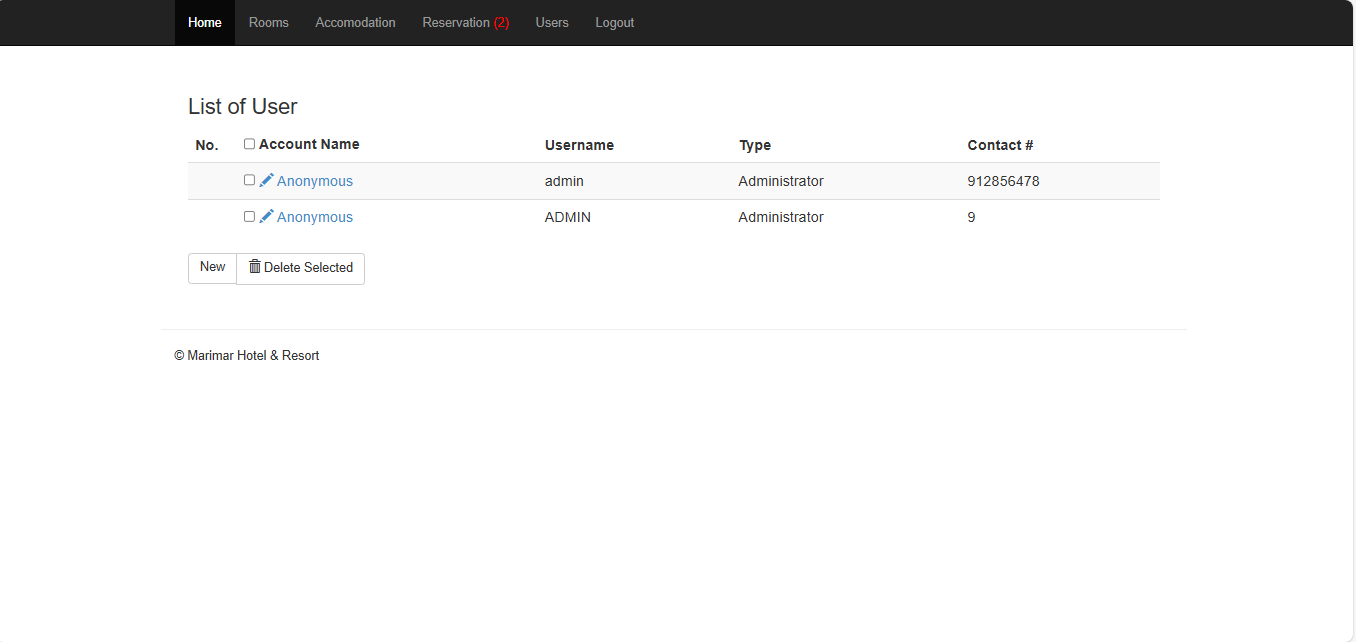 Home Rooms Accomodation Reservation (2) Users Logout
List of User
No. Account Name Username Type Contact #
Anonymous admin Administrator 912856478
Anonymous ADMIN Administrator 9
New Delete Selected
© Marimar Hotel & Resort